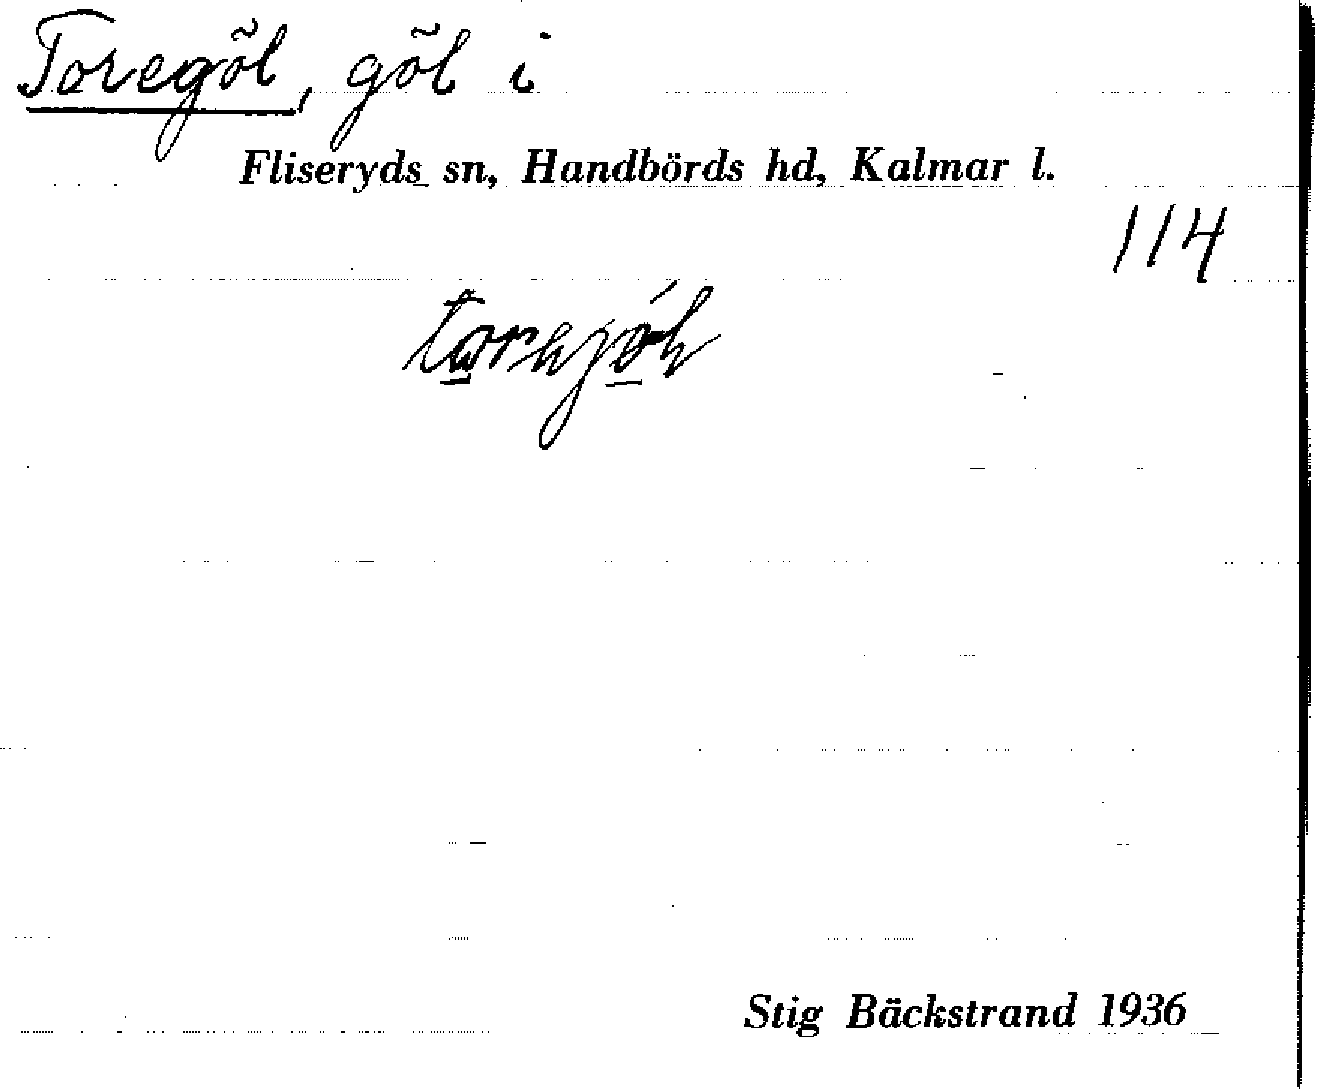 Toregöl, göl i
Fliseryds sn, Handbörds hd, Kalmar l.
114
Stig Bäckstrand 1936